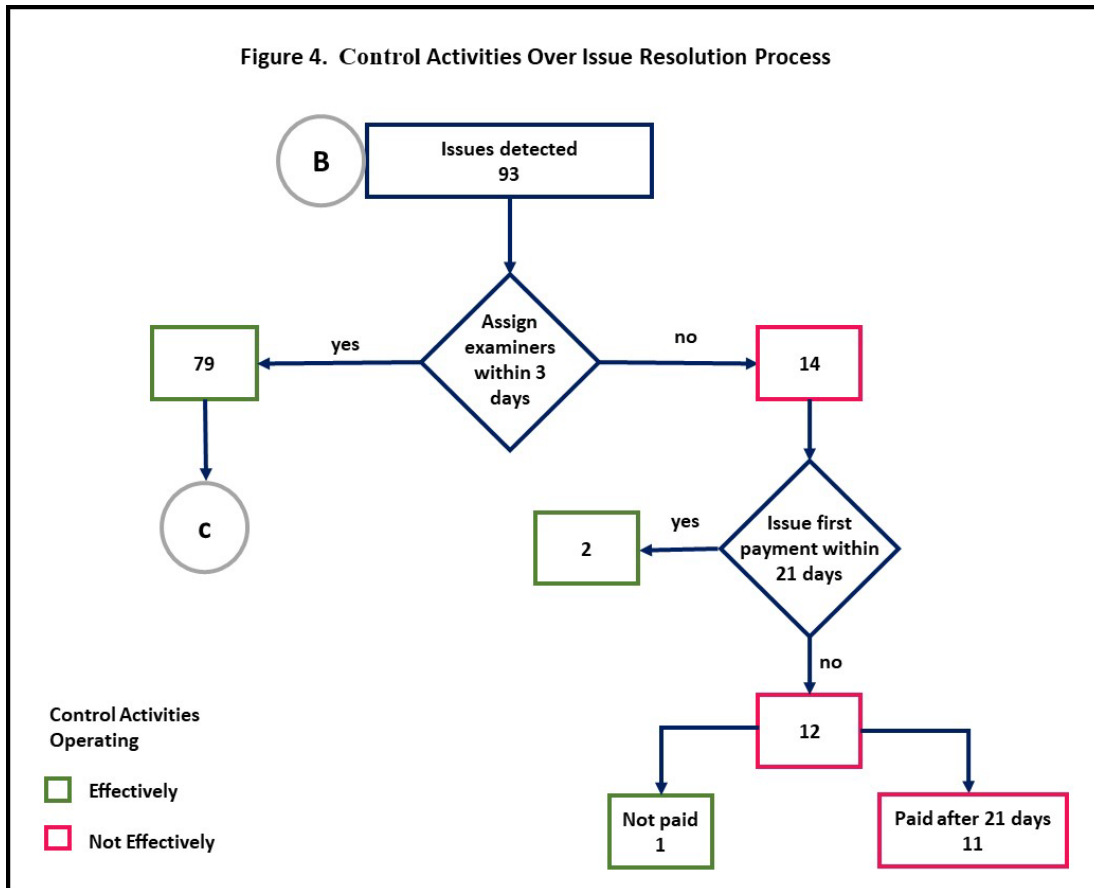 Figure 4. Control Activities Over Issue Resolution Process
B
Issues detected
93
Assign
examiners
within 3
days
yes
no
79
14
c
Issue first
payment within
21 days
yes
2
no
12
Not paid
1
Paid after 21 days
11
Control Activities
Operating
Effectively
Not Effectively